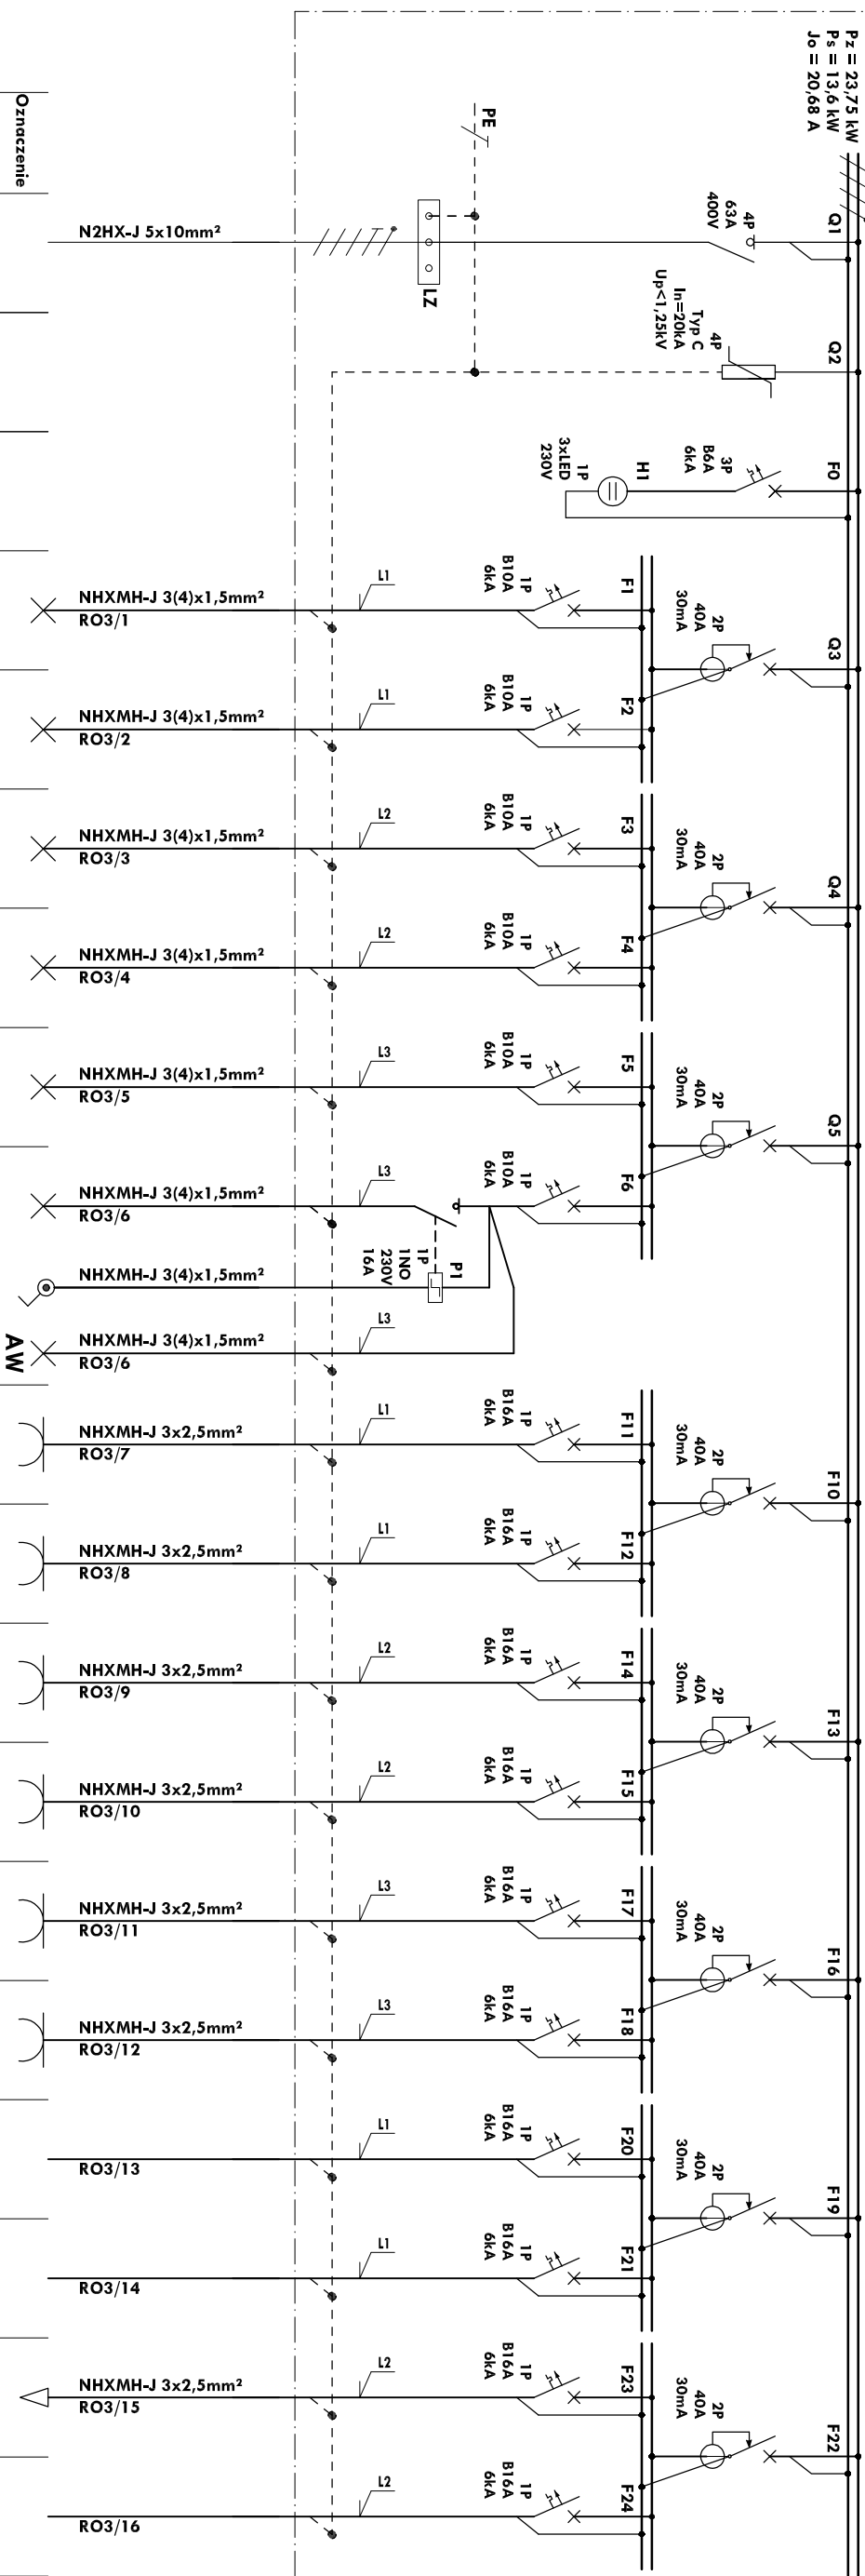 Pz = 23,75 kW
Ps = 13,6 kW
Jo = 20,68 A
Oznaczenie
PE
Q1
4P
63A
400V
LZ
N2HX-J 5x10mm²
Q2
4P
Typ C
In=20kA
Up<1,25kV
F0
3P
B6A
6kA
H1
1P
3xLED
230V
Q3
2P
40A
30mA
F1
1P
B10A
6kA
L1
NHXMH-J 3(4)x1,5mm²
RO3/1
F2
1P
B10A
6kA
L1
NHXMH-J 3(4)x1,5mm²
RO3/2
Q4
2P
40A
30mA
F3
1P
B10A
6kA
L2
NHXMH-J 3(4)x1,5mm²
RO3/3
F4
1P
B10A
6kA
L2
NHXMH-J 3(4)x1,5mm²
RO3/4
Q5
2P
40A
30mA
F5
1P
B10A
6kA
L3
NHXMH-J 3(4)x1,5mm²
RO3/5
F6
1P
B10A
6kA
L3
NHXMH-J 3(4)x1,5mm²
RO3/6
P1
1P
1NO
230V
16A
NHXMH-J 3(4)x1,5mm²
L3
NHXMH-J 3(4)x1,5mm²
RO3/6
AW
F10
2P
40A
30mA
F11
1P
B16A
6kA
L1
NHXMH-J 3x2,5mm²
RO3/7
F12
1P
B16A
6kA
L1
NHXMH-J 3x2,5mm²
RO3/8
F13
2P
40A
30mA
F14
1P
B16A
6kA
L2
NHXMH-J 3x2,5mm²
RO3/9
F15
1P
B16A
6kA
L2
NHXMH-J 3x2,5mm²
RO3/10
F16
2P
40A
30mA
F17
1P
B16A
6kA
L3
NHXMH-J 3x2,5mm²
RO3/11
F18
1P
B16A
6kA
L3
NHXMH-J 3x2,5mm²
RO3/12
F19
2P
40A
30mA
F20
1P
B16A
6kA
L1
RO3/13
F21
1P
B16A
6kA
L1
RO3/14
F22
2P
40A
30mA
F23
1P
B16A
6kA
L2
NHXMH-J 3x2,5mm²
RO3/15
F24
1P
B16A
6kA
L2
RO3/16